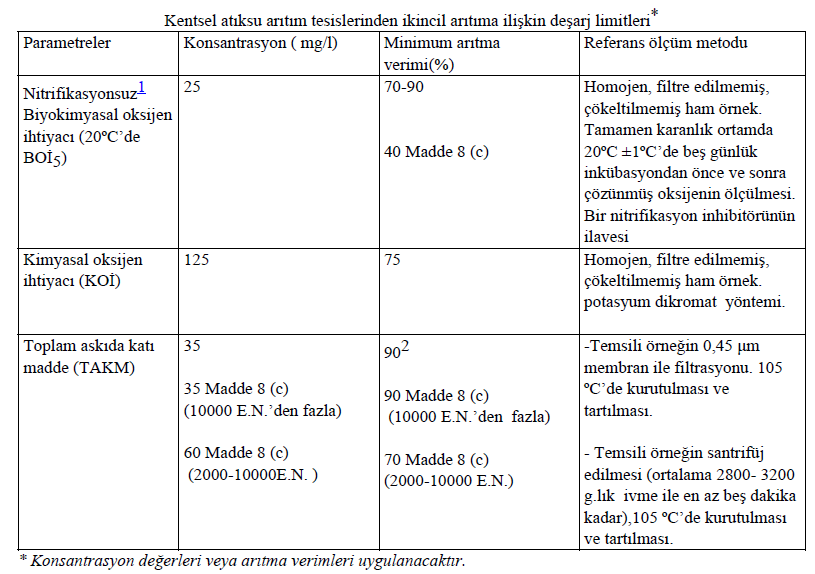 Kentsel atıksu arıtım tesislerinden ikincil arıtıma ilişkin deşarj limitleri*
Parametreler
Konsantrasyon ( mg/l)
Minimum arıtma
verimi(%)
Referans ölçüm metodu
Nitrifikasyonsuz1
Biyokimyasal oksijen
ihtiyacı (20ºC’de
BOİ5)
25
70-90
40 Madde 8 (c)
Homojen, filtre edilmemiş,
çökeltilmemiş ham örnek.
Tamamen karanlık ortamda
20ºC ±1ºC’de beş günlük
inkübasyondan önce ve sonra
çözünmüş oksijenin ölçülmesi.
Bir nitrifikasyon inhibitörünün
ilavesi
Kimyasal oksijen
ihtiyacı (KOİ)
125
75
Homojen, filtre edilmemiş,
çökeltilmemiş ham örnek.
potasyum dikromat yöntemi.
Toplam askıda katı
madde (TAKM)
35
35 Madde 8 (c)
(10000 E.N.’den fazla)
60 Madde 8 (c)
(2000-10000E.N. )
902
90 Madde 8 (c)
(10000 E.N.’den fazla)
70 Madde 8 (c)
(2000-10000 E.N.)
-Temsili örneğin 0,45 µm
membran ile filtrasyonu. 105
ºC’de kurutulması ve
tartılması.
- Temsili örneğin santrifüj
edilmesi (ortalama 2800- 3200
g.lık ivme ile en az beş dakika
kadar),105 ºC’de kurutulması
ve tartılması.
* Konsantrasyon değerleri veya arıtma verimleri uygulanacaktır.